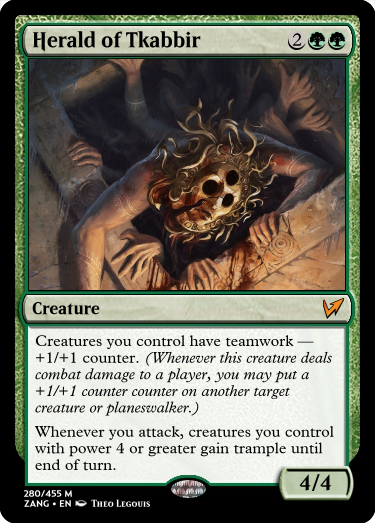 Herald of Tkabbir 2
Creature
Creatures you control have teamwork —
+1/+1 counter. (Whenever this creature deals
combat damage to a player, you may put a
+1/+1 counter counter on another target
creature or planeswalker.)
Whenever you attack, creatures you control
with power 4 or greater gain trample until
end of turn.
4/4
280/455 M
ZANG • EN Theo Legouis